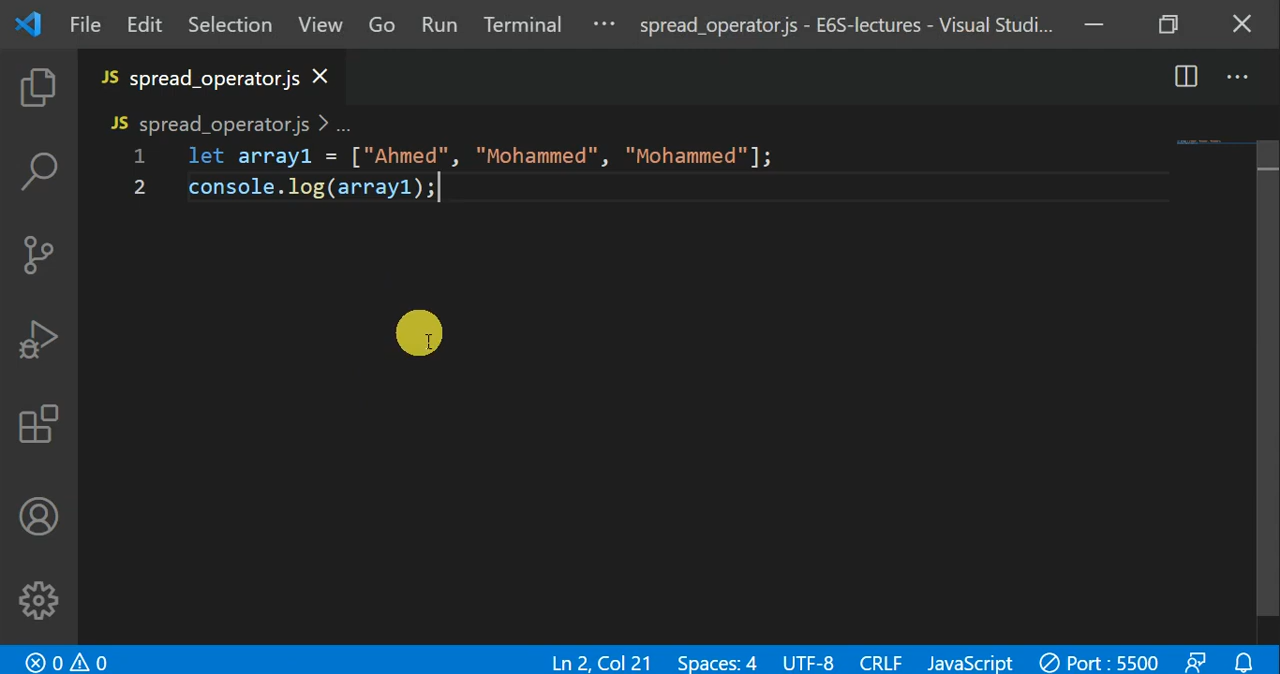 File Edit Selection View Go Run Terminal ··· spread_operator.js - E6S-lectures - Visual Studi...
JS spread_operator.js
JS spread_operator.js > ...
1 let array1 = ["Ahmed", "Mohammed", "Mohammed"];
2 console.log(array1);
0 0 Ln 2, Col 21 Spaces: 4 UTF-8 CRLF JavaScript Port : 5500